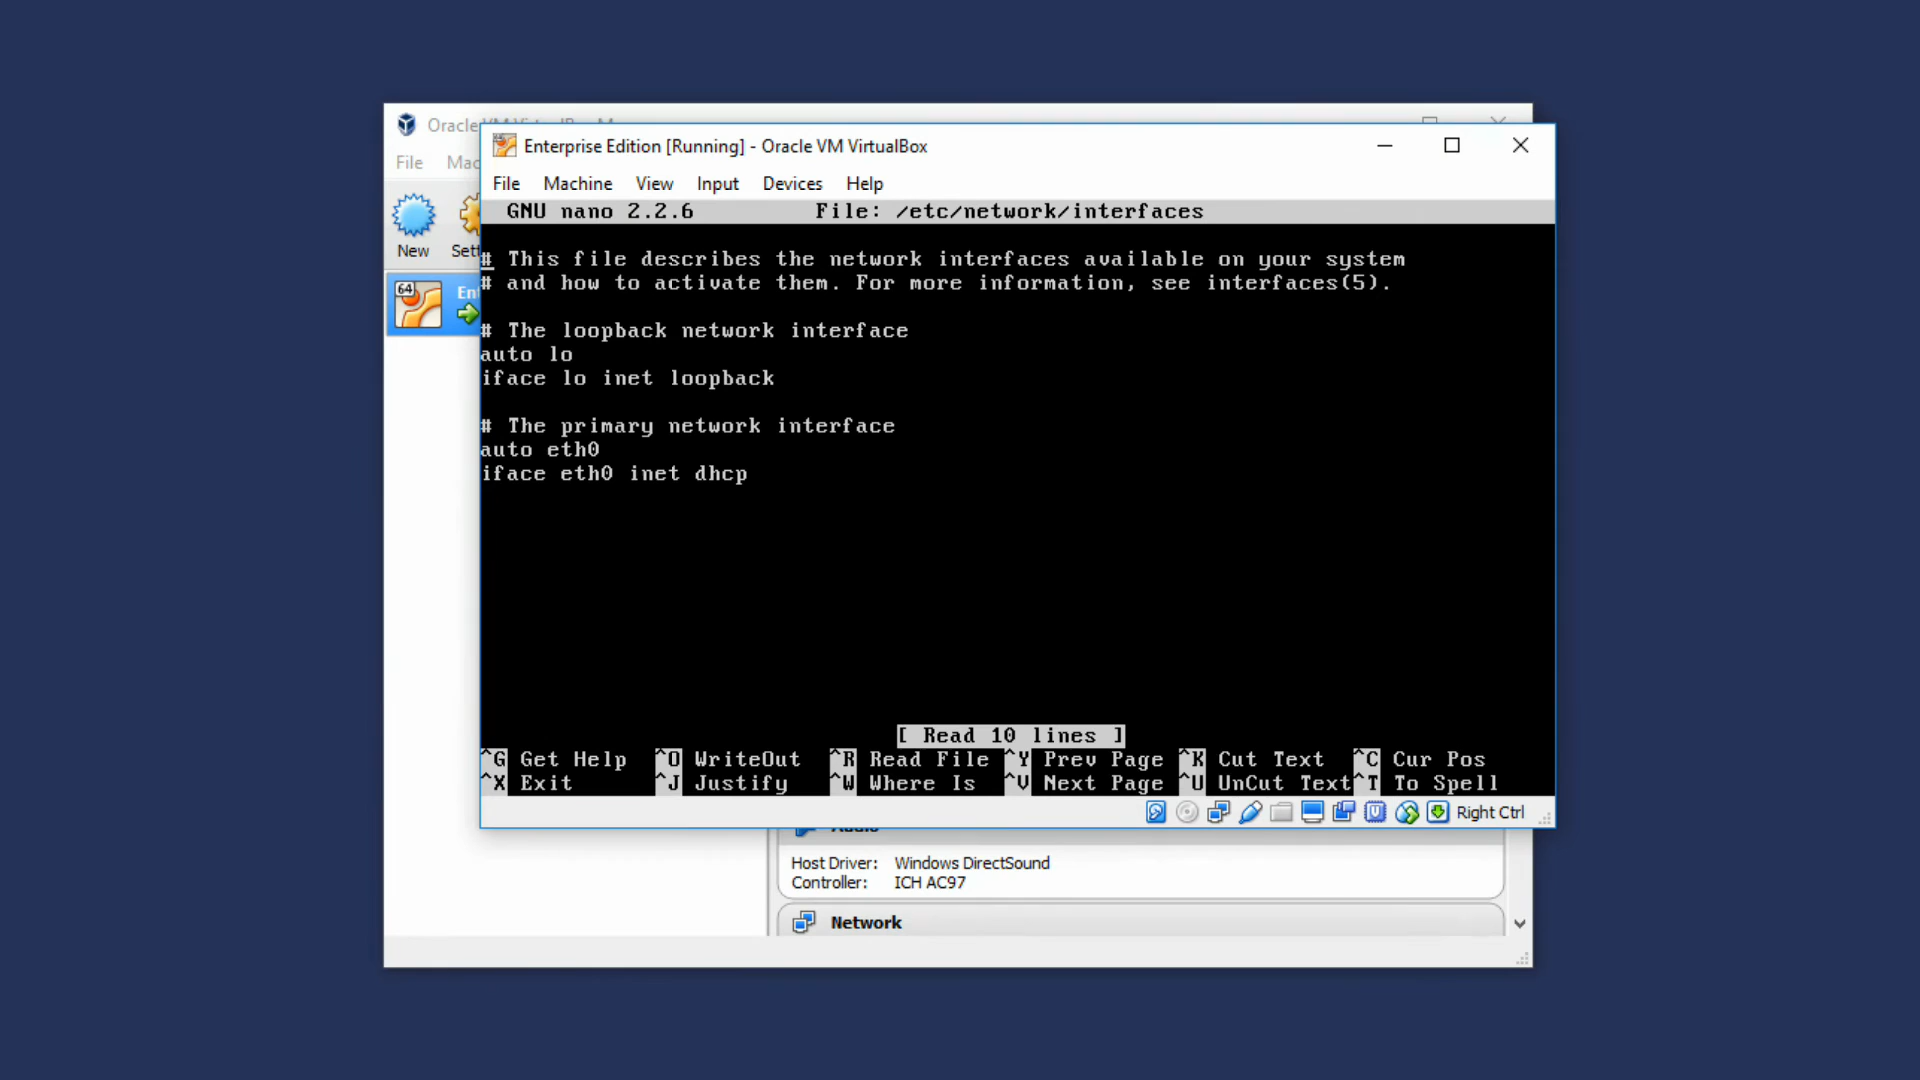 Oracle VM
File Mac
New Sett
64 En
Enterprise Edition [Running] - Oracle VM VirtualBox
File Machine View Input Devices Help
GNU nano 2.2.6 File: /etc/network/interfaces
# This file describes the network interfaces available on your system
# and how to activate them. For more information, see interfaces(5).
# The loopback network interface
auto lo
iface lo inet loopback
# The primary network interface
auto eth0
iface eth0 inet dhcp
[ Read 10 lines ]
^G Get Help ^O WriteOut ^R Read File ^Y Prev Page ^K Cut Text ^C Cur Pos
^X Exit ^J Justify ^W Where Is ^V Next Page ^U UnCut Text ^T To Spell
Right Ctrl
Audio
Host Driver: Windows DirectSound
Controller: ICH AC97
Network